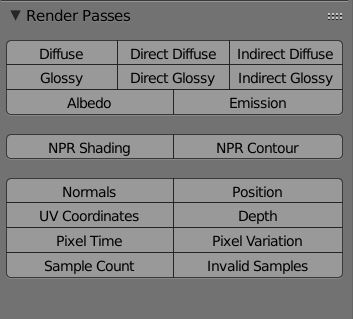 Render Passes
Diffuse Direct Diffuse Indirect Diffuse
Glossy Direct Glossy Indirect Glossy
Albedo Emission
NPR Shading NPR Contour
Normals Position
UV Coordinates Depth
Pixel Time Pixel Variation
Sample Count Invalid Samples